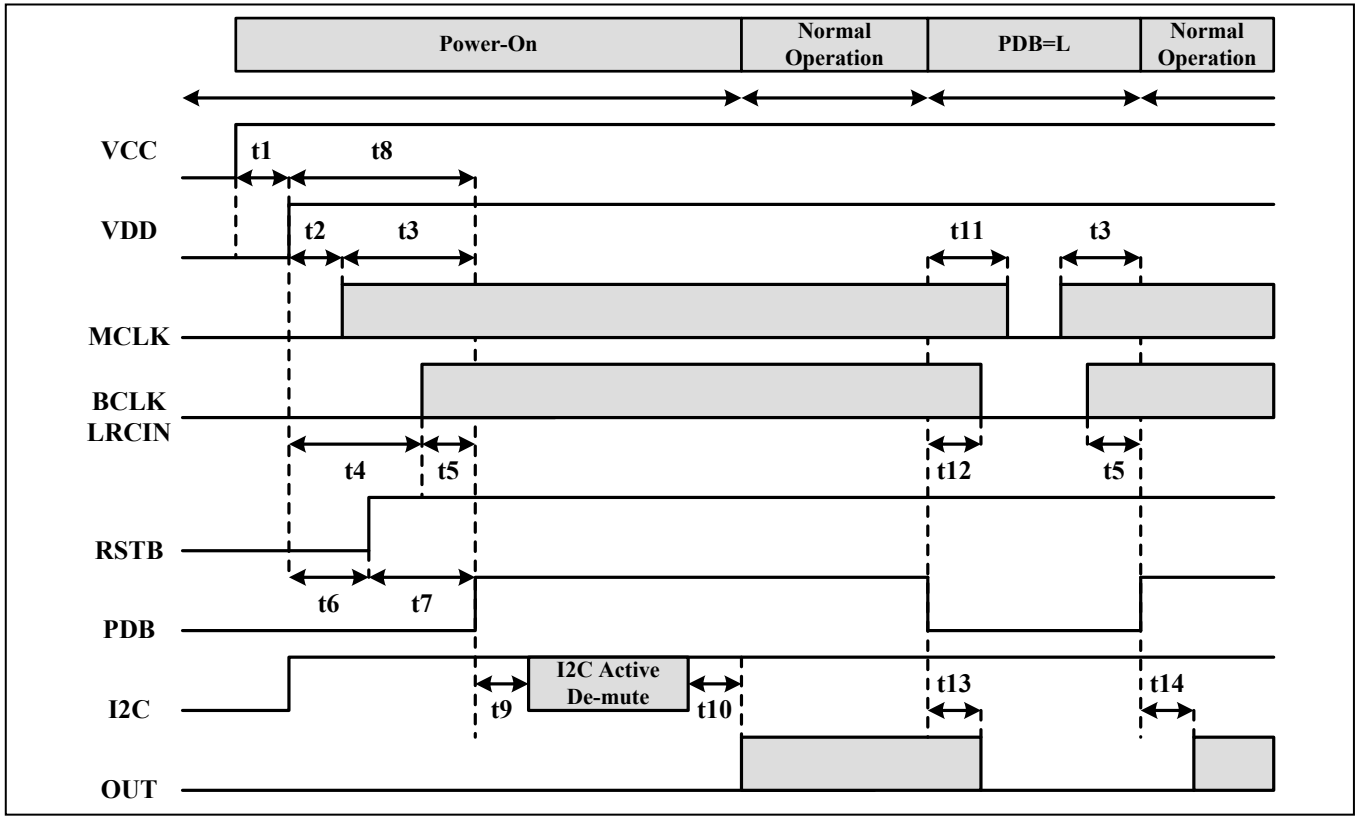 Power-On
Normal
Operation
PDB=L
Normal
Operation
VCC
t1
t8
VDD
t2
t3
t11
t3
MCLK
BCLK
LRCIN
t4
t5
t12
t5
RSTB
t6
t7
PDB
I2C
t9
I2C Active
De-mute
t10
t13
t14
OUT